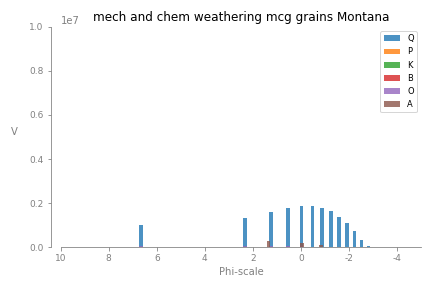 mech and chem weathering mcg grains Montana
1e7
1.0
0.8
0.6
0.4
0.2
0.0
V
Q
P
K
B
O
A
10 8 6 4 2 0 -2 -4
Phi-scale